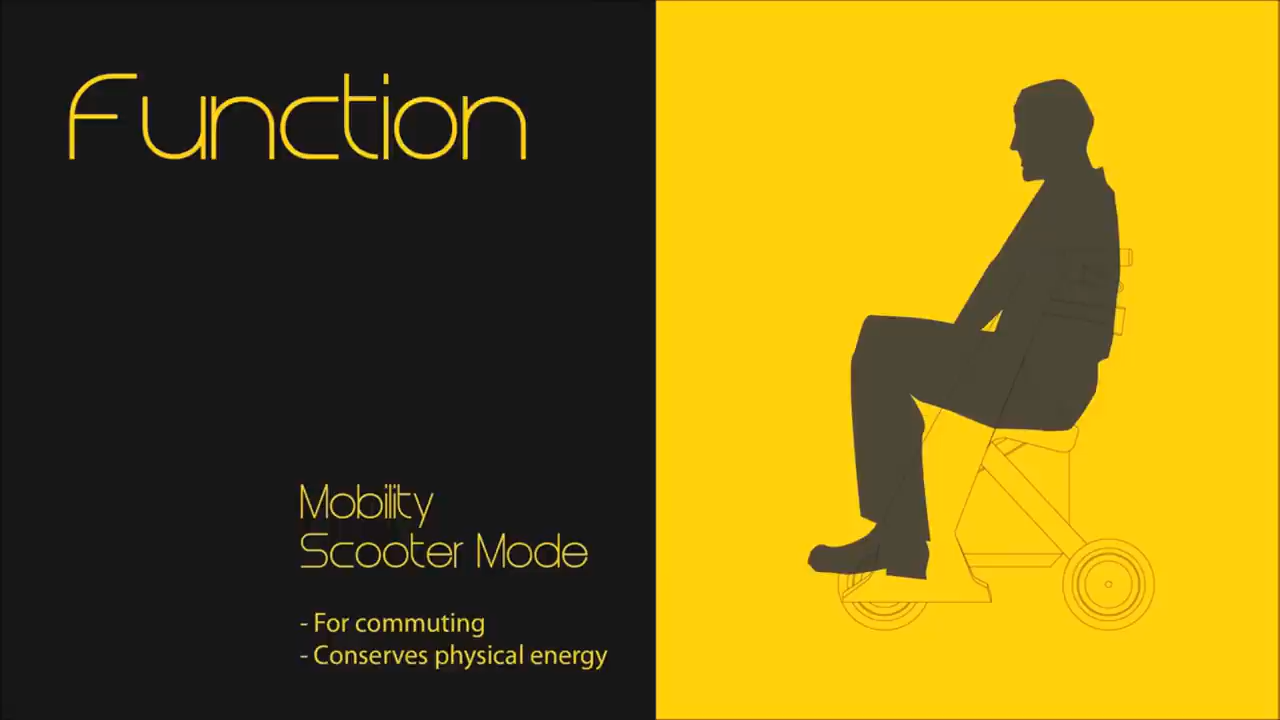 Function
Mobility
Scooter Mode
- For commuting
- Conserves physical energy